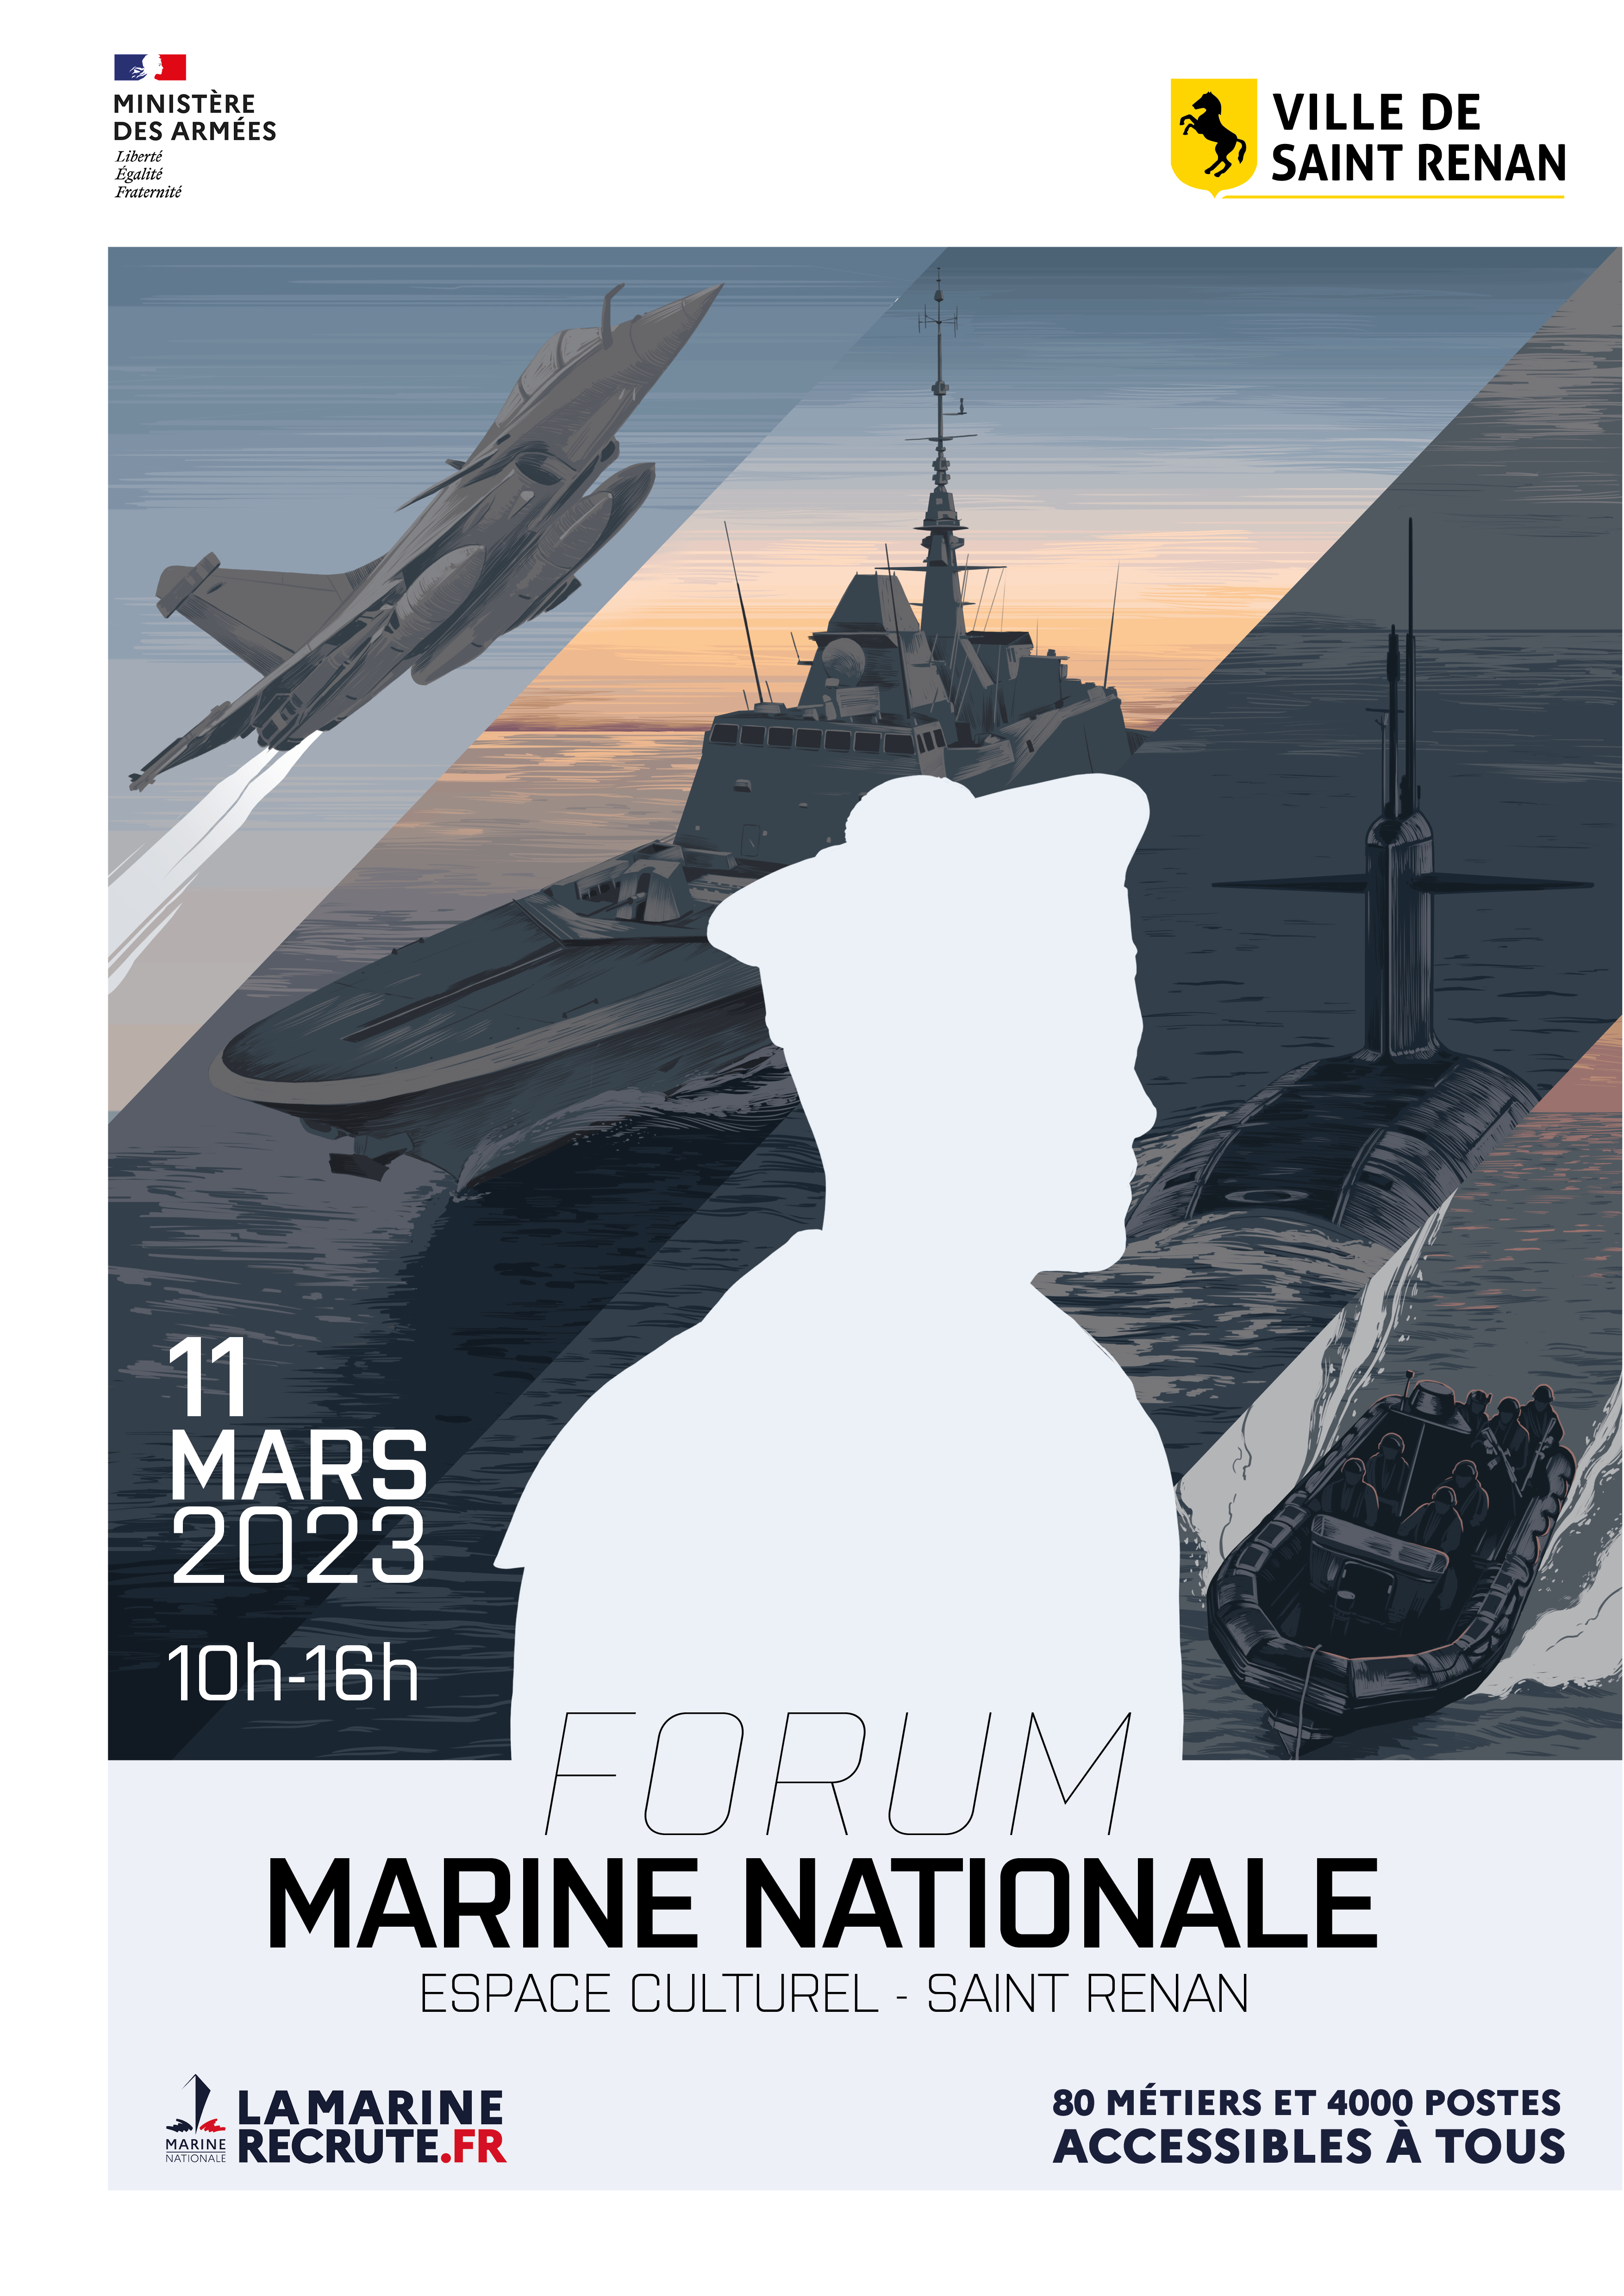 MINISTÈRE
DES ARMÉES
Liberté
Égalité
Fraternité
VILLE DE
SAINT RENAN
11
MARS
2023
10h-16h
FORUM
MARINE NATIONALE
ESPACE CULTUREL - SAINT RENAN
MARINE
NATIONALE
LAMARINE
RECRUTE.FR
80 MÉTIERS ET 4000 POSTES
ACCESSIBLES À TOUS